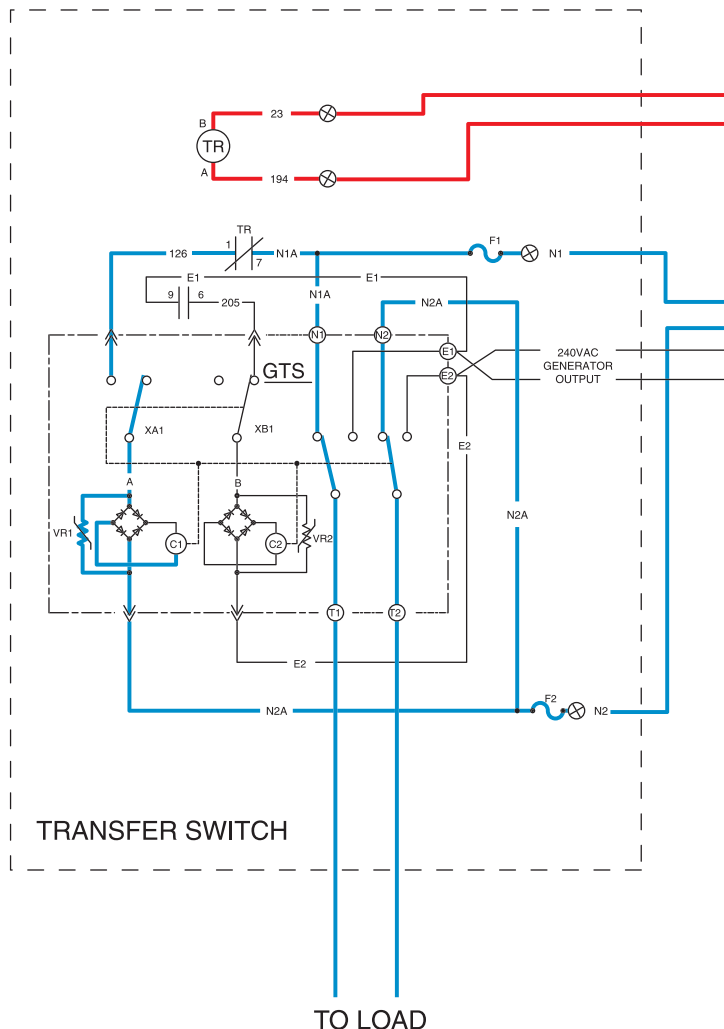 B
23
TR
A
194
TR
1
7
126
N1A
F1
N1
E1
E1
9
6
205
N1A
N2A
N1
N2
E1
GTS
240VAC
GENERATOR
OUTPUT
E2
XA1
XB1
E2
A
B
N2A
VR1
C1
C2
VR2
T1
T2
E2
N2A
F2
N2
TRANSFER SWITCH
TO LOAD